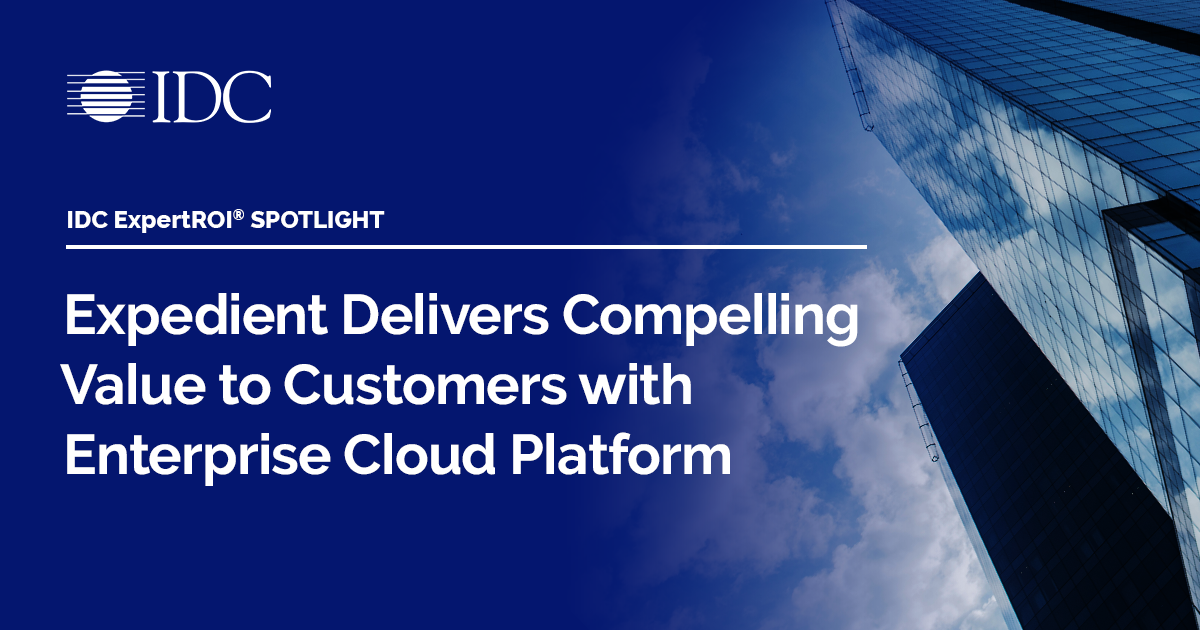 IDC
IDC ExpertROI® SPOTLIGHT
Expedient Delivers Compelling
Value to Customers with
Enterprise Cloud Platform